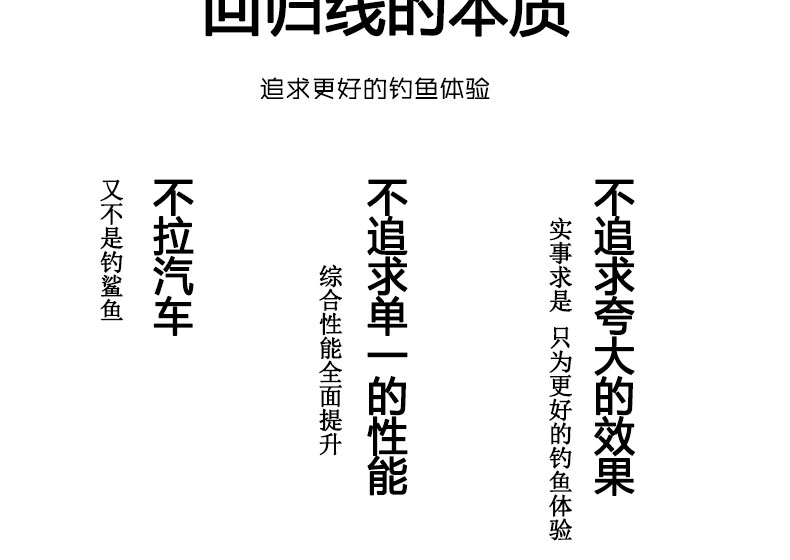 回归线的本质
追求更好的钓鱼体验
不追求夸大的效果
实事求是 只为更好的钓鱼体验
不追求单一的性能
综合性能全面提升
不拉汽车
又不是钓鲨鱼